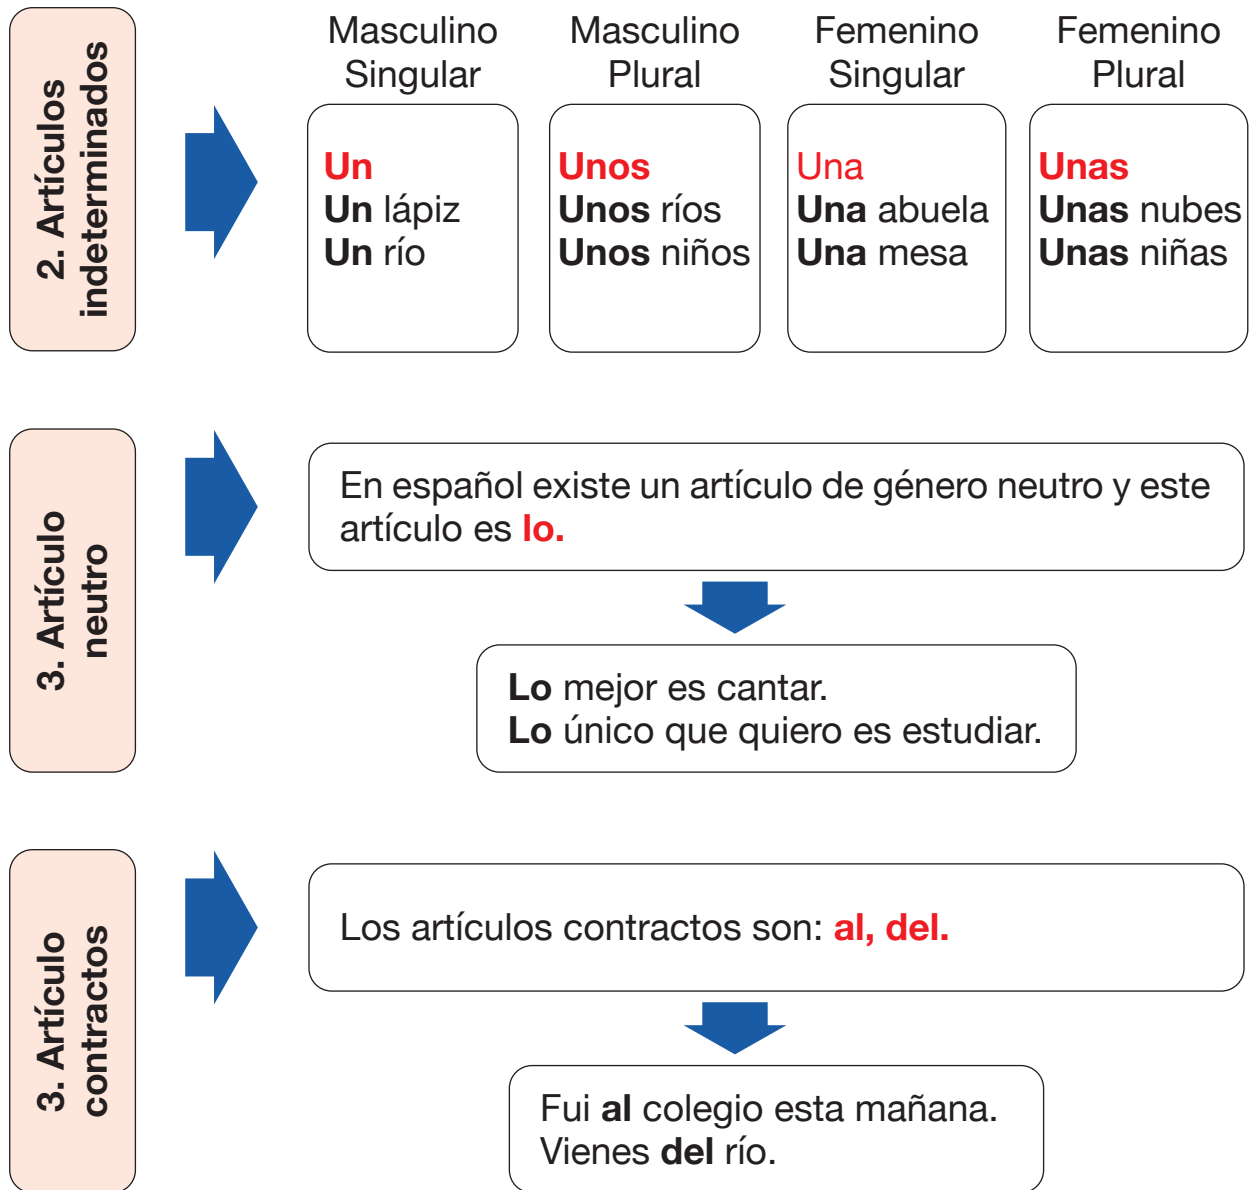 2. Artículos
indeterminados
Masculino
Singular
Masculino
Plural
Femenino
Singular
Femenino
Plural
Un
Un lápiz
Un río
Unos
Unos ríos
Unos niños
Una
Una abuela
Una mesa
Unas
Unas nubes
Unas niñas
3. Artículo
neutro
En español existe un artículo de género neutro y este
artículo es lo.
Lo mejor es cantar.
Lo único que quiero es estudiar.
3. Artículo
contractos
Los artículos contractos son: al, del.
Fui al colegio esta mañana.
Vienes del río.